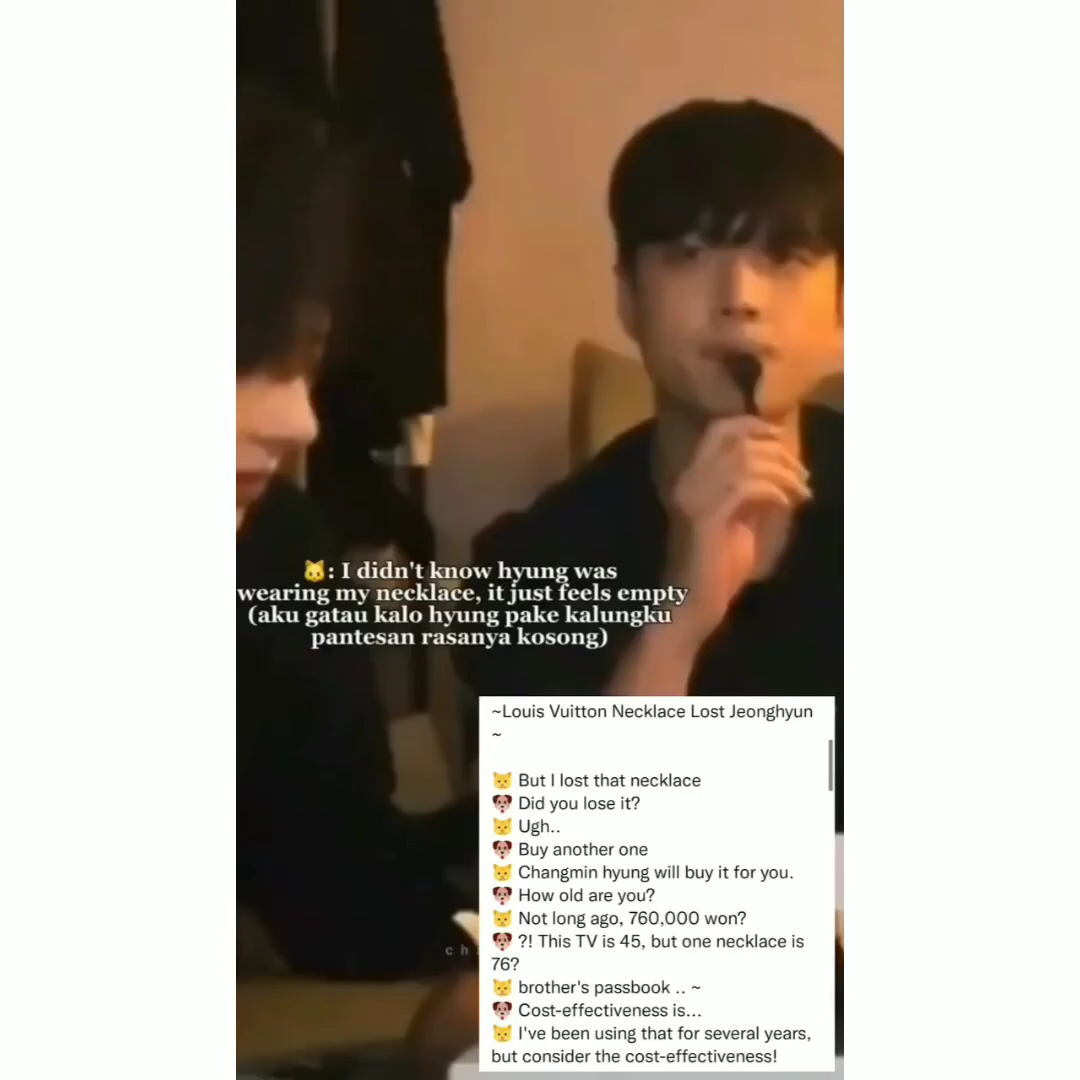 🐱: I didn't know hyung was
wearing my necklace, it just feels empty
(aku gatau kalo hyung pake kalungku
pantesan rasanya kosong)
c h
~Louis Vuitton Necklace Lost Jeonghyun
~
🐱 But I lost that necklace
🐶 Did you lose it?
🐱 Ugh..
🐶 Buy another one
🐱 Changmin hyung will buy it for you.
🐶 How old are you?
🐱 Not long ago, 760,000 won?
🐶 ?! This TV is 45, but one necklace is
76?
🐱 brother's passbook .. ~
🐶 Cost-effectiveness is...
🐱 I've been using that for several years,
but consider the cost-effectiveness!